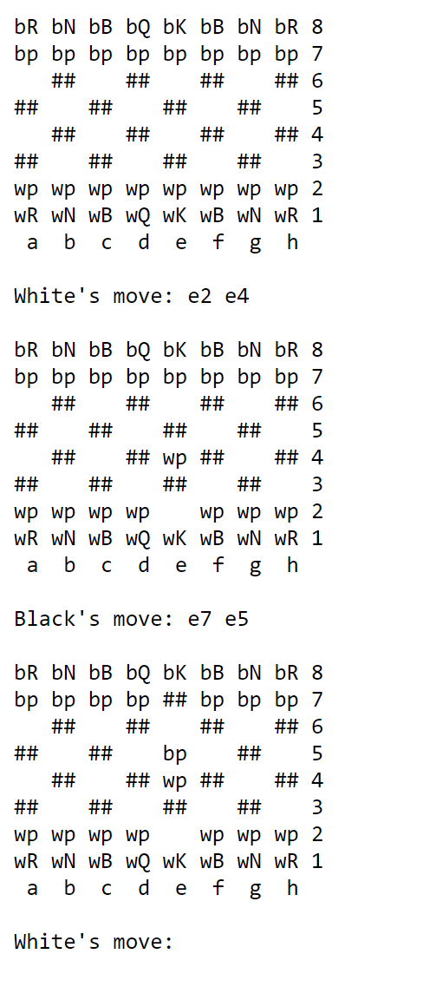 bR bN bB bQ bK bB bN bR 8
bp bp bp bp bp bp bp bp 7
   ##    ##    ##    ## 6
##    ##    ##    ##    5
   ##    ##    ##    ## 4
##    ##    ##    ##    3
wp wp wp wp wp wp wp wp 2
wR wN wB wQ wK wB wN wR 1
 a  b  c  d  e  f  g  h
White's move: e2 e4
bR bN bB bQ bK bB bN bR 8
bp bp bp bp bp bp bp bp 7
   ##    ##    ##    ## 6
##    ##    ##    ##    5
   ##    ## wp ##    ## 4
##    ##    ##    ##    3
wp wp wp wp    wp wp wp 2
wR wN wB wQ wK wB wN wR 1
 a  b  c  d  e  f  g  h
Black's move: e7 e5
bR bN bB bQ bK bB bN bR 8
bp bp bp bp ## bp bp bp 7
   ##    ##    ##    ## 6
##    ##    bp    ##    5
   ##    ## wp ##    ## 4
##    ##    ##    ##    3
wp wp wp wp    wp wp wp 2
wR wN wB wQ wK wB wN wR 1
 a  b  c  d  e  f  g  h
White's move: